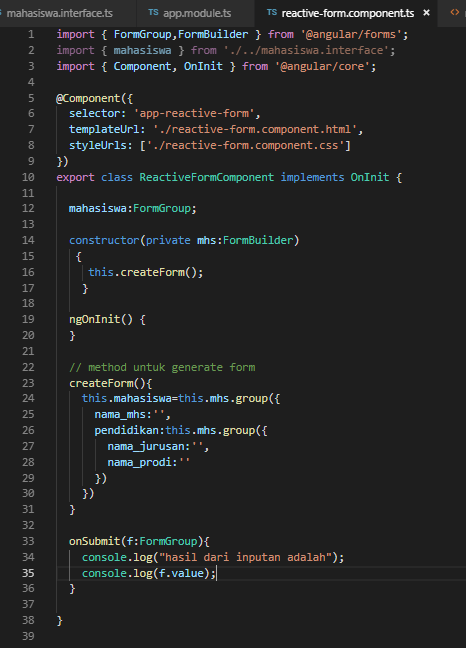 mahasiswa.interface.ts TS app.module.ts TS reactive-form.component.ts × <>
1 import { FormGroup,FormBuilder } from '@angular/forms';
2 import { mahasiswa } from './../mahasiswa.interface';
3 import { Component, OnInit } from '@angular/core';
4
5 @Component({
6 selector: 'app-reactive-form',
7 templateUrl: './reactive-form.component.html',
8 styleUrls: ['./reactive-form.component.css']
9 })
10 export class ReactiveFormComponent implements OnInit {
11
12 mahasiswa:FormGroup;
13
14 constructor(private mhs:FormBuilder)
15 {
16 this.createForm();
17 }
18
19 ngOnInit() {
20 }
21
22 // method untuk generate form
23 createForm(){
24 this.mahasiswa=this.mhs.group({
25 nama_mhs:'',
26 pendidikan:this.mhs.group({
27 nama_jurusan:'',
28 nama_prodi:''
29 })
30 })
31 }
32
33 onSubmit(f:FormGroup){
34 console.log("hasil dari inputan adalah");
35 console.log(f.value);
36 }
37
38 }
39